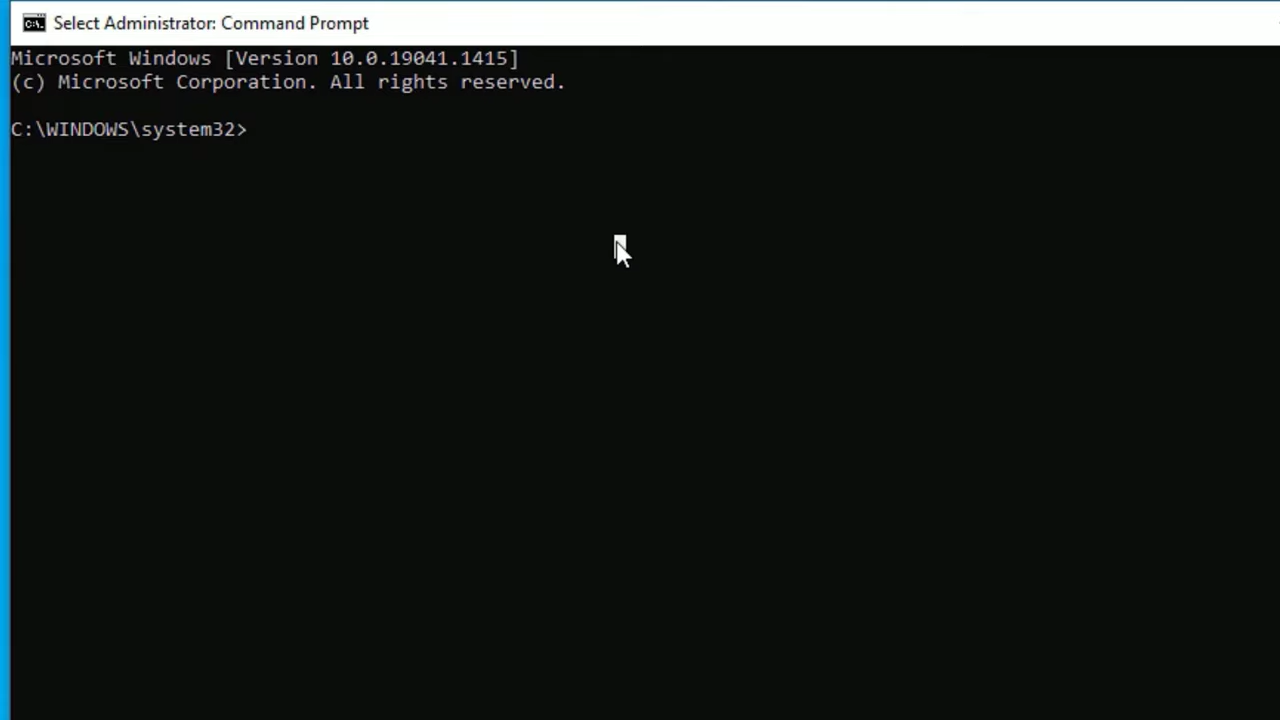 Select Administrator: Command Prompt
Microsoft Windows [Version 10.0.19041.1415]
(c) Microsoft Corporation. All rights reserved.
C:\WINDOWS\system32>